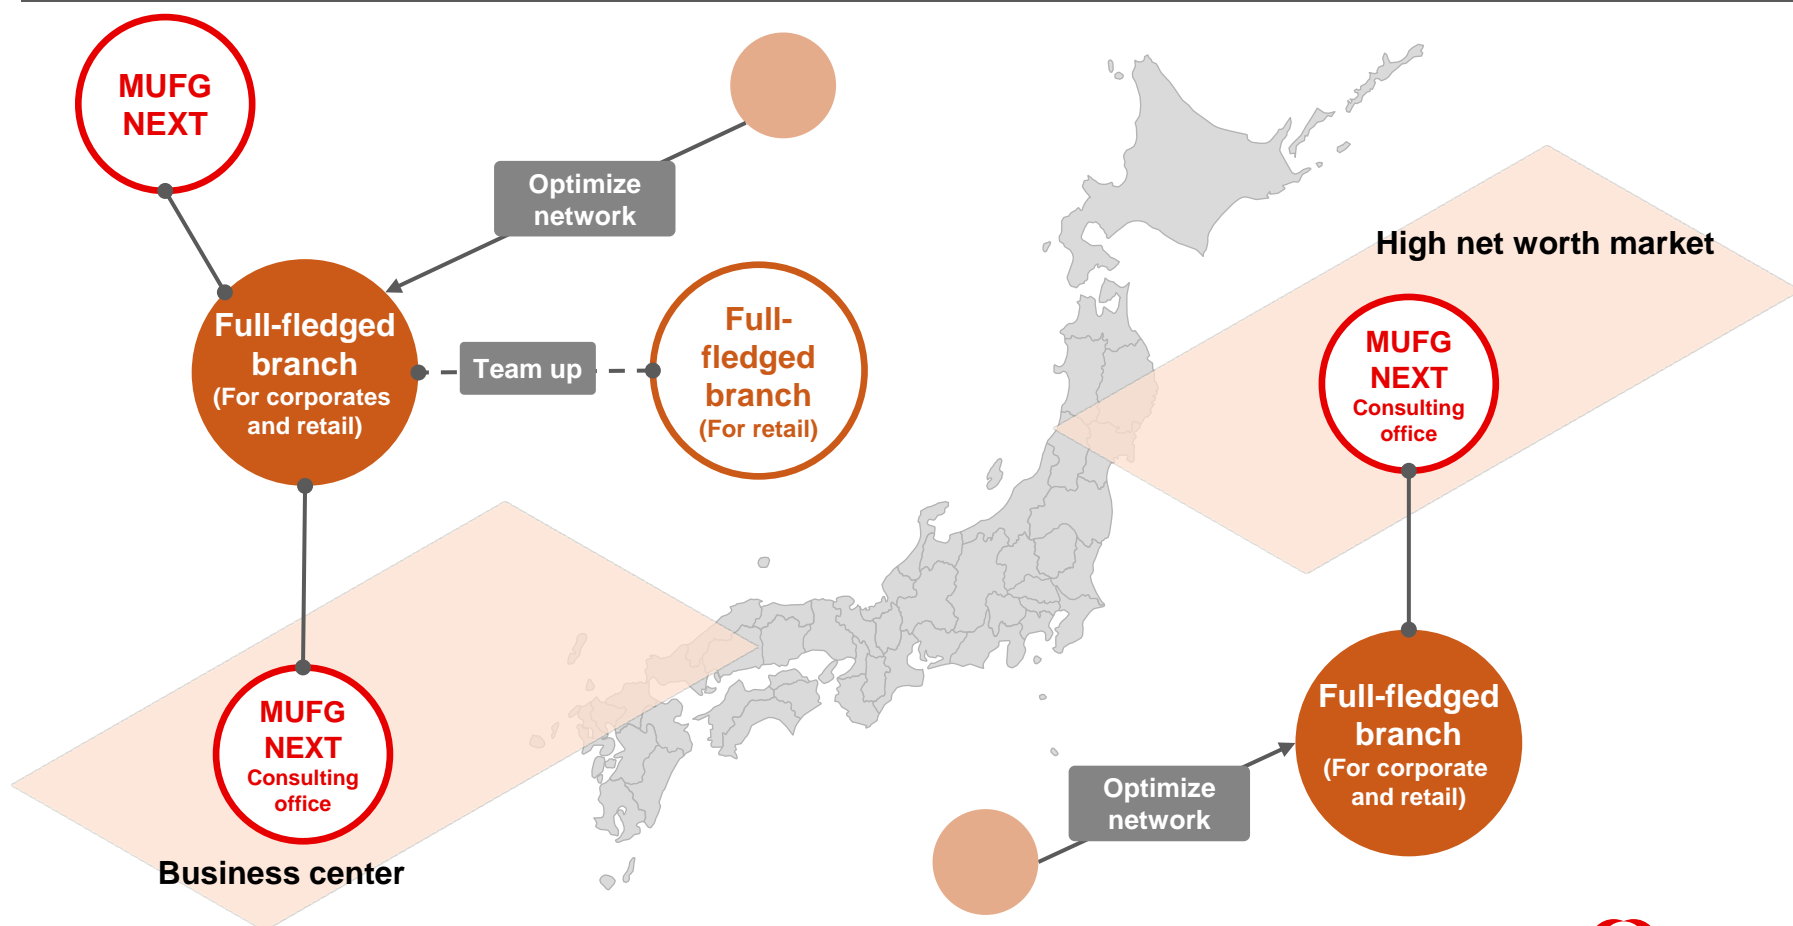 MUFG
NEXT
Optimize
network
Full-fledged
branch
(For corporates
and retail)
Team up
Full-
fledged
branch
(For retail)
High net worth market
MUFG
NEXT
Consulting
office
MUFG
NEXT
Consulting
office
Business center
Optimize
network
Full-fledged
branch
(For corporate
and retail)